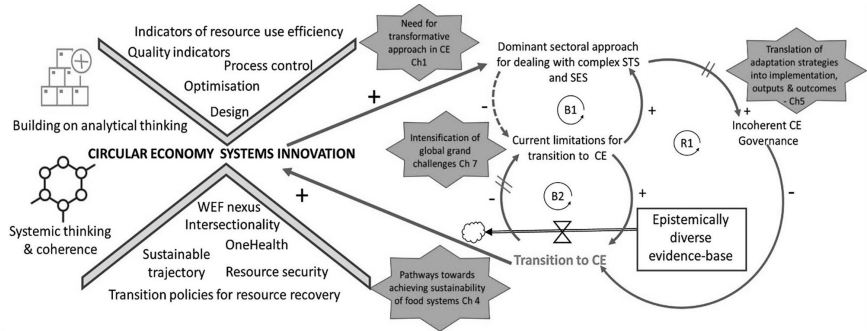 Indicators of resource use efficiency
Quality indicators
Process control
Optimisation
Design
Building on analytical thinking
CIRCULAR ECONOMY SYSTEMS INNOVATION
Systemic thinking
& coherence
WEF nexus
Intersectionality
OneHealth
Sustainable
trajectory
Resource security
Transition policies for resource recovery
Need for
transformative
approach in CE
Ch1
+
+
Intensification of
global grand
challenges Ch 7
Pathways towards
achieving sustainability
of food systems Ch 4
Dominant sectoral approach
for dealing with complex STS
and SES
-
B1
+
Current limitations for
transition to CE
-
B2
+
Transition to CE
R1
+
Incoherent CE
Governance
-
Translation of
adaptation strategies
into implementation,
outputs & outcomes
- Ch5
Epistemically
diverse
evidence-base